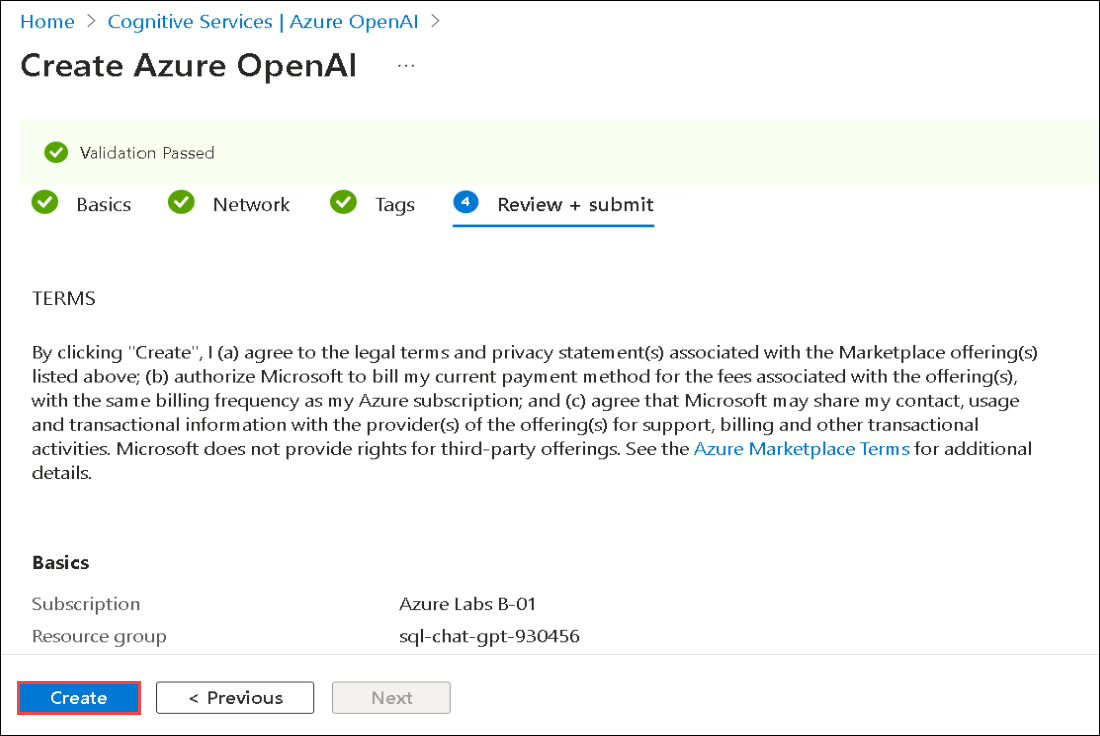 Home > Cognitive Services | Azure OpenAI >
Create Azure OpenAI ...
Validation Passed
Basics Network Tags 4 Review + submit
TERMS
By clicking "Create", I (a) agree to the legal terms and privacy statement(s) associated with the Marketplace offering(s)
listed above; (b) authorize Microsoft to bill my current payment method for the fees associated with the offering(s),
with the same billing frequency as my Azure subscription; and (c) agree that Microsoft may share my contact, usage
and transactional information with the provider(s) of the offering(s) for support, billing and other transactional
activities. Microsoft does not provide rights for third-party offerings. See the Azure Marketplace Terms for additional
details.
Basics
Subscription Azure Labs B-01
Resource group sql-chat-gpt-930456
Create < Previous Next